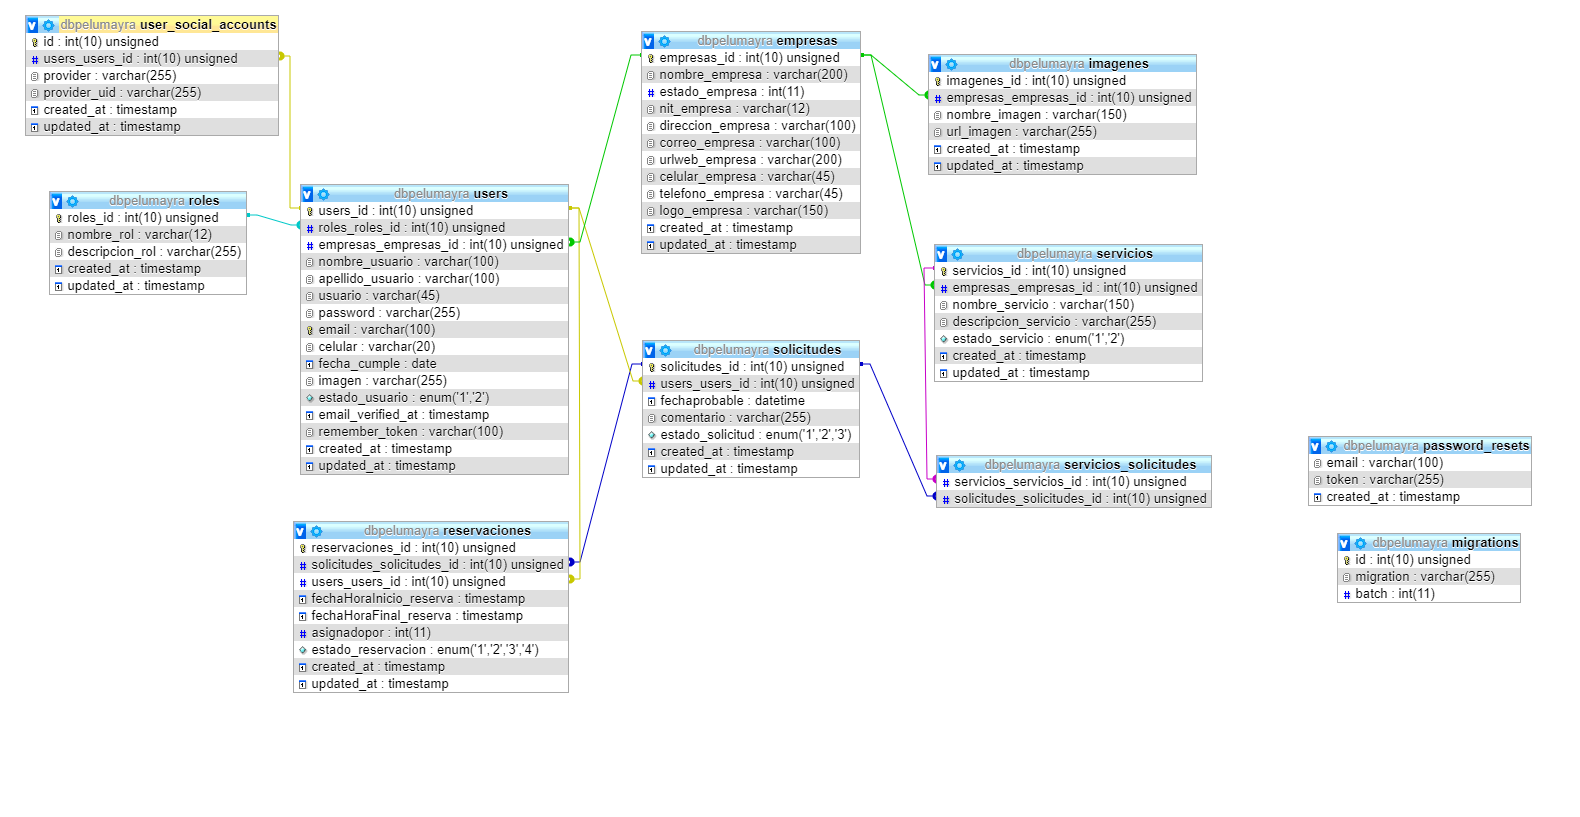 dbpelumayra user_social_accounts
id : int(10) unsigned
users_users_id : int(10) unsigned
provider : varchar(255)
provider_uid : varchar(255)
created_at : timestamp
updated_at : timestamp
dbpelumayra roles
roles_id : int(10) unsigned
nombre_rol : varchar(12)
descripcion_rol : varchar(255)
created_at : timestamp
updated_at : timestamp
dbpelumayra users
users_id : int(10) unsigned
roles_roles_id : int(10) unsigned
empresas_empresas_id : int(10) unsigned
nombre_usuario : varchar(100)
apellido_usuario : varchar(100)
usuario : varchar(45)
password : varchar(255)
email : varchar(100)
celular : varchar(20)
fecha_cumple : date
imagen : varchar(255)
estado_usuario : enum('1','2')
email_verified_at : timestamp
remember_token : varchar(100)
created_at : timestamp
updated_at : timestamp
dbpelumayra reservaciones
reservaciones_id : int(10) unsigned
solicitudes_solicitudes_id : int(10) unsigned
users_users_id : int(10) unsigned
fechaHoraInicio_reserva : timestamp
fechaHoraFinal_reserva : timestamp
asignadopor : int(11)
estado_reservacion : enum('1','2','3','4')
created_at : timestamp
updated_at : timestamp
dbpelumayra empresas
empresas_id : int(10) unsigned
nombre_empresa : varchar(200)
estado_empresa : int(11)
nit_empresa : varchar(12)
direccion_empresa : varchar(100)
correo_empresa : varchar(100)
urlweb_empresa : varchar(200)
celular_empresa : varchar(45)
telefono_empresa : varchar(45)
logo_empresa : varchar(150)
created_at : timestamp
updated_at : timestamp
dbpelumayra solicitudes
solicitudes_id : int(10) unsigned
users_users_id : int(10) unsigned
fechaprobable : datetime
comentario : varchar(255)
estado_solicitud : enum('1','2','3')
created_at : timestamp
updated_at : timestamp
dbpelumayra imagenes
imagenes_id : int(10) unsigned
empresas_empresas_id : int(10) unsigned
nombre_imagen : varchar(150)
url_imagen : varchar(255)
created_at : timestamp
updated_at : timestamp
dbpelumayra servicios
servicios_id : int(10) unsigned
empresas_empresas_id : int(10) unsigned
nombre_servicio : varchar(150)
descripcion_servicio : varchar(255)
estado_servicio : enum('1','2')
created_at : timestamp
updated_at : timestamp
dbpelumayra servicios_solicitudes
servicios_servicios_id : int(10) unsigned
solicitudes_solicitudes_id : int(10) unsigned
dbpelumayra password_resets
email : varchar(100)
token : varchar(255)
created_at : timestamp
dbpelumayra migrations
id : int(10) unsigned
migration : varchar(255)
batch : int(11)